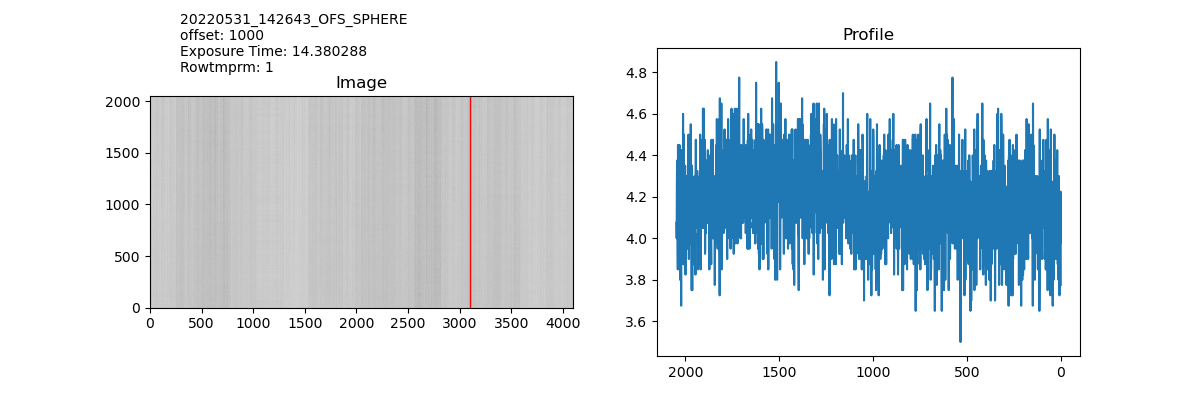 20220531_142643_OFS_SPHERE
offset: 1000
Exposure Time: 14.380288
Rowtmprm: 1
Image
2000
1500
1000
500
0
0 500 1000 1500 2000 2500 3000 3500 4000
Profile
4.8
4.6
4.4
4.2
4.0
3.8
3.6
2000 1500 1000 500 0